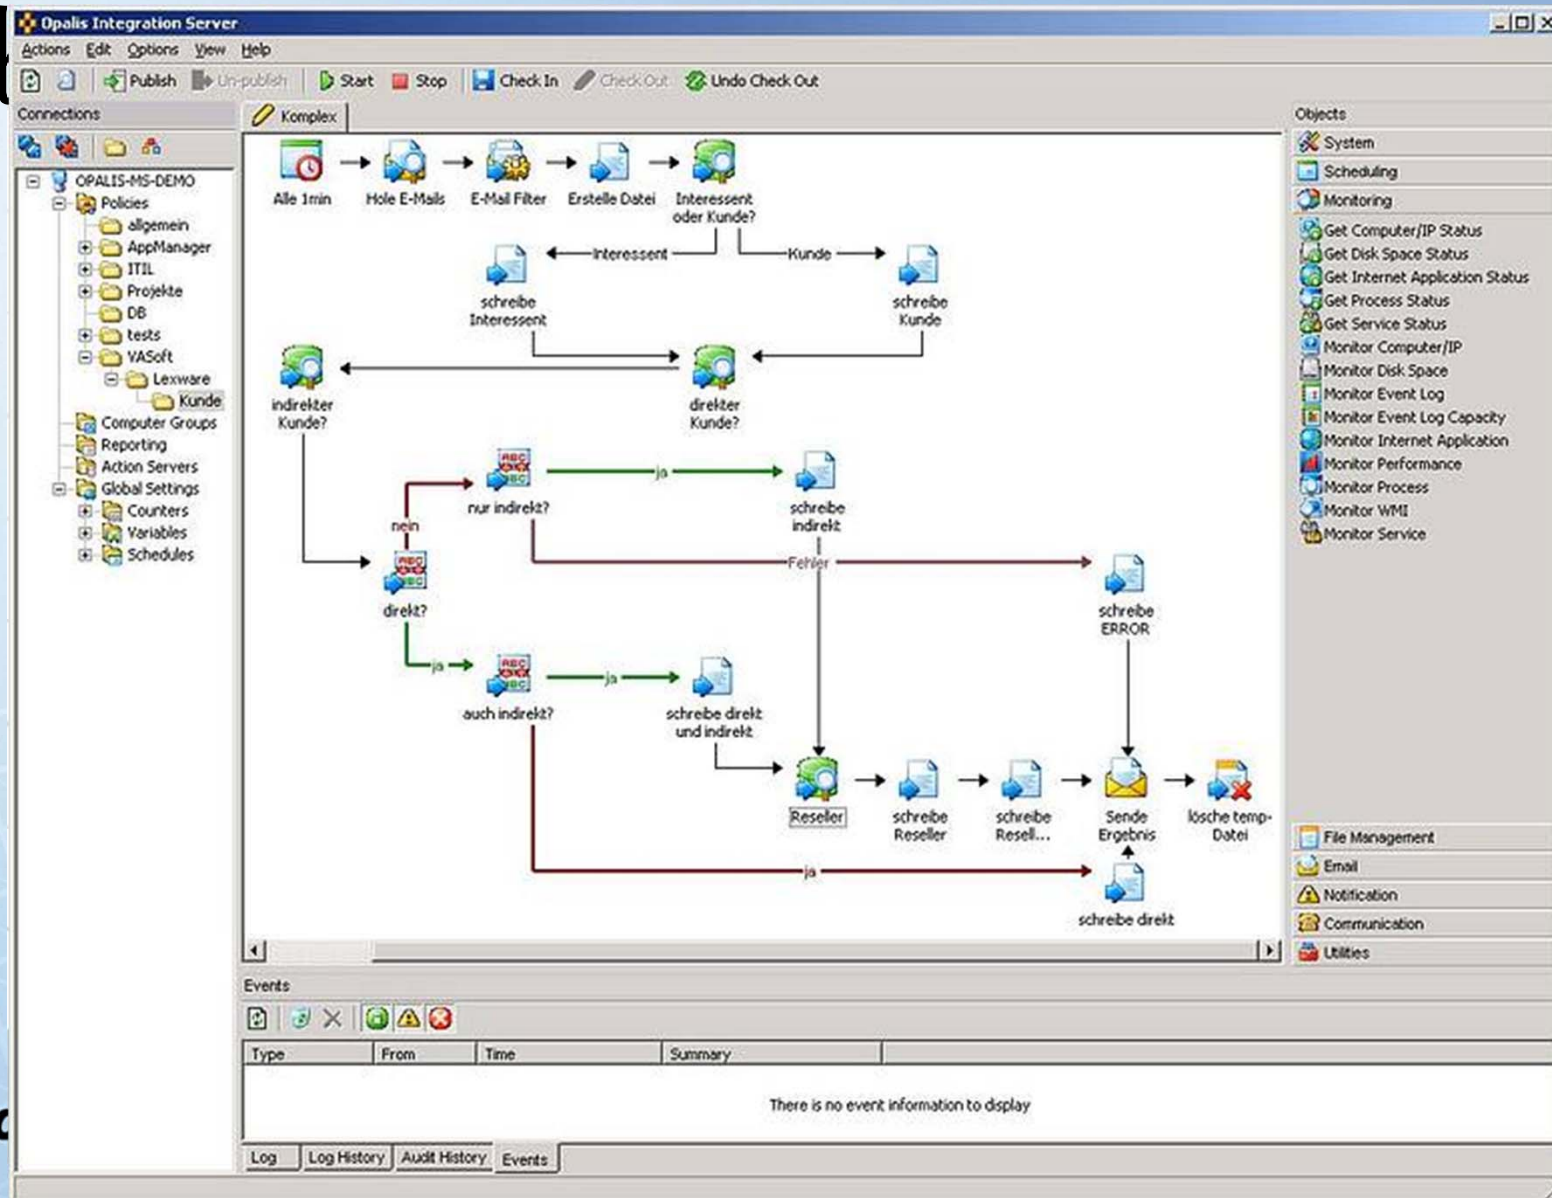 Opalis Integration Server
Actions Edit Options View Help
Publish Un-publish Start Stop Check In Check Out Undo Check Out
Connections
OPALIS-MS-DEMO
Policies
allgemein
AppManager
ITIL
Projekte
DB
tests
VASoft
Lexware
Kunde
Computer Groups
Reporting
Action Servers
Global Settings
Counters
Variables
Schedules
Komplex
Alle 1min Hole E-Mails E-Mail Filter Erstelle Datei Interessent
oder Kunde?
Interessent Kunde
schreibe
Interessent
schreibe
Kunde
indirekter
Kunde?
direkter
Kunde?
nur indirekt?
ja
schreibe
indirekt
nein
Fehler
direkt?
schreibe
ERROR
ja
auch indirekt?
ja
schreibe direkt
und indirekt
Reseller
schreibe
Reseller
schreibe
Resell...
Sende
Ergebnis
lösche temp-
Datei
ja
schreibe direkt
Objects
System
Scheduling
Monitoring
Get Computer/IP Status
Get Disk Space Status
Get Internet Application Status
Get Process Status
Get Service Status
Monitor Computer/IP
Monitor Disk Space
Monitor Event Log
Monitor Event Log Capacity
Monitor Internet Application
Monitor Performance
Monitor Process
Monitor WMI
Monitor Service
File Management
Email
Notification
Communication
Utilities
Events
Type From Time Summary
There is no event information to display
Log Log History Audit History Events